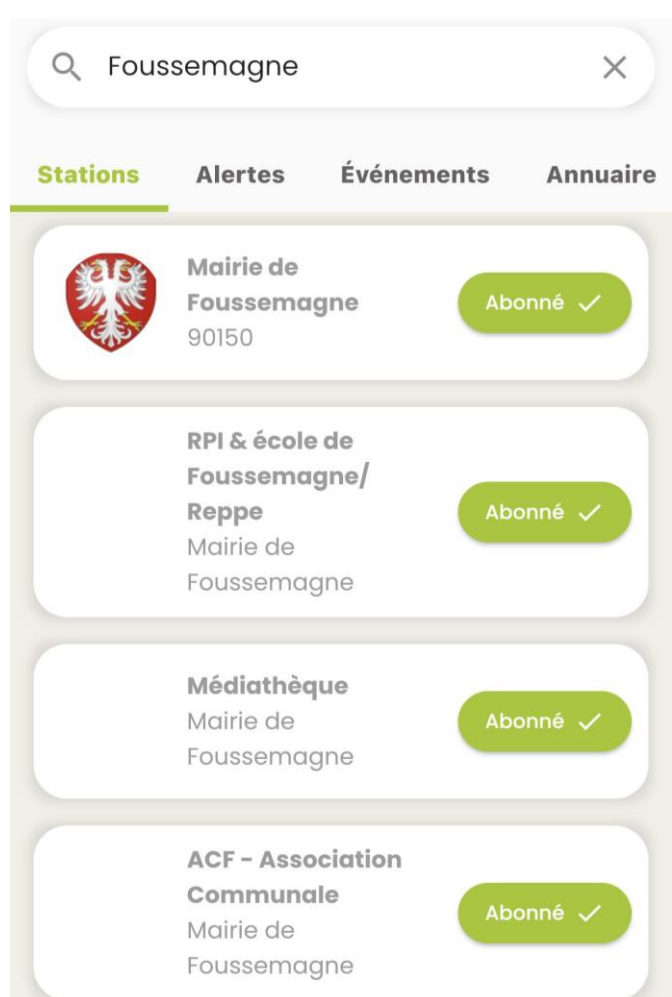 Foussemagne
Stations Alertes Événements Annuaire
Mairie de
Foussemagne
90150
Abonné
RPI & école de
Foussemagne/
Reppe
Mairie de
Foussemagne
Abonné
Médiathèque
Mairie de
Foussemagne
Abonné
ACF - Association
Communale
Mairie de
Foussemagne
Abonné